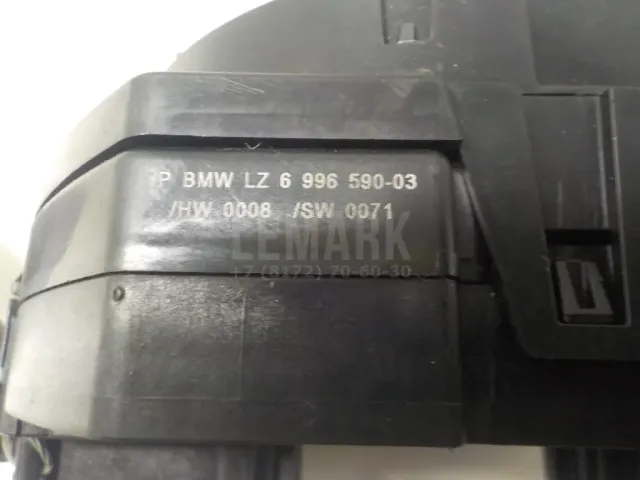 P BMW LZ 6 996 590-03
/HW 0008 /SW 0071
LEMARK
+7 (8172) 70-60-30